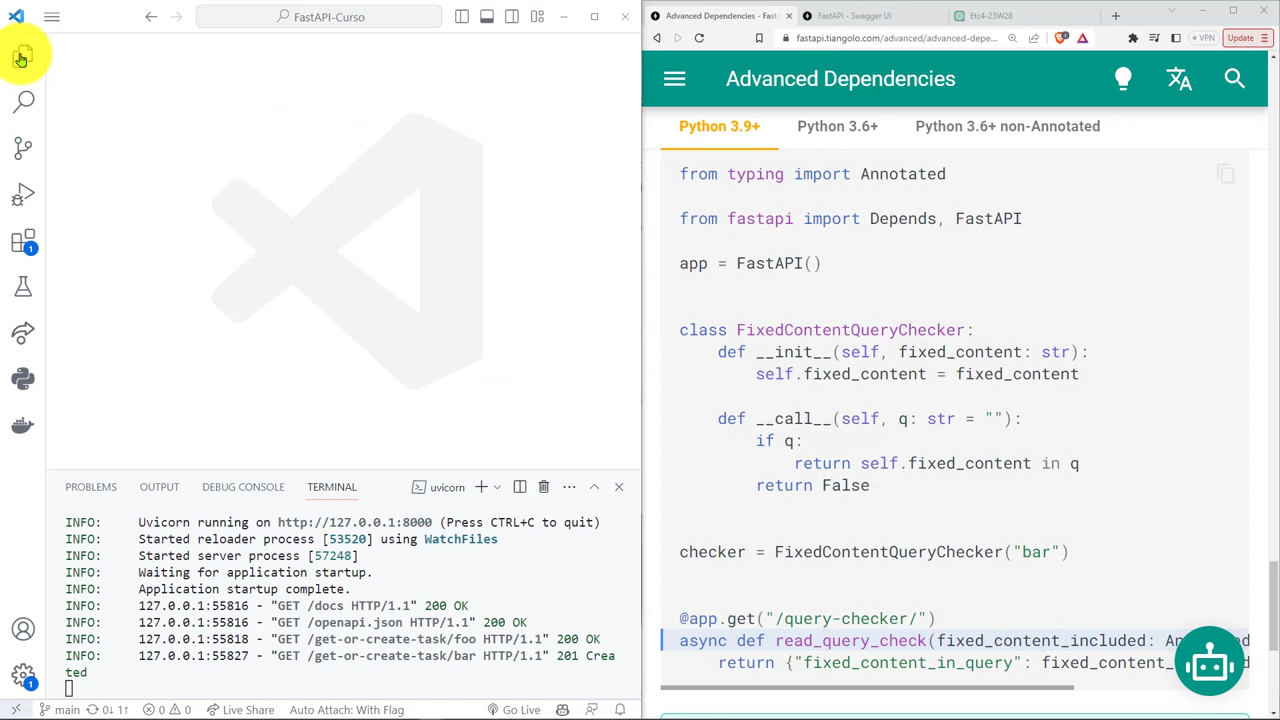 FastAPI-Curso
1
PROBLEMS OUTPUT DEBUG CONSOLE TERMINAL uvicorn
INFO: Uvicorn running on http://127.0.0.1:8000 (Press CTRL+C to quit)
INFO: Started reloader process [53520] using WatchFiles
INFO: Started server process [57248]
INFO: Waiting for application startup.
INFO: Application startup complete.
INFO: 127.0.0.1:55816 - "GET /docs HTTP/1.1" 200 OK
INFO: 127.0.0.1:55816 - "GET /openapi.json HTTP/1.1" 200 OK
INFO: 127.0.0.1:55818 - "GET /get-or-create-task/foo HTTP/1.1" 200 OK
INFO: 127.0.0.1:55827 - "GET /get-or-create-task/bar HTTP/1.1" 201 Crea
ted
1
main 0↓ 1↑ 0 0 Live Share Auto Attach: With Flag Go Live
Advanced Dependencies - Fast FastAPI - Swagger UI Etc4-23W28
fastapi.tiangolo.com/advanced/advanced-depe... VPN Update
Advanced Dependencies
Python 3.9+ Python 3.6+ Python 3.6+ non-Annotated
from typing import Annotated
from fastapi import Depends, FastAPI
app = FastAPI()
class FixedContentQueryChecker:
def __init__(self, fixed_content: str):
self.fixed_content = fixed_content
def __call__(self, q: str = ""):
if q:
return self.fixed_content in q
return False
checker = FixedContentQueryChecker("bar")
@app.get("/query-checker/")
async def read_query_check(fixed_content_included: An
return {"fixed_content_in_query": fixed_content_